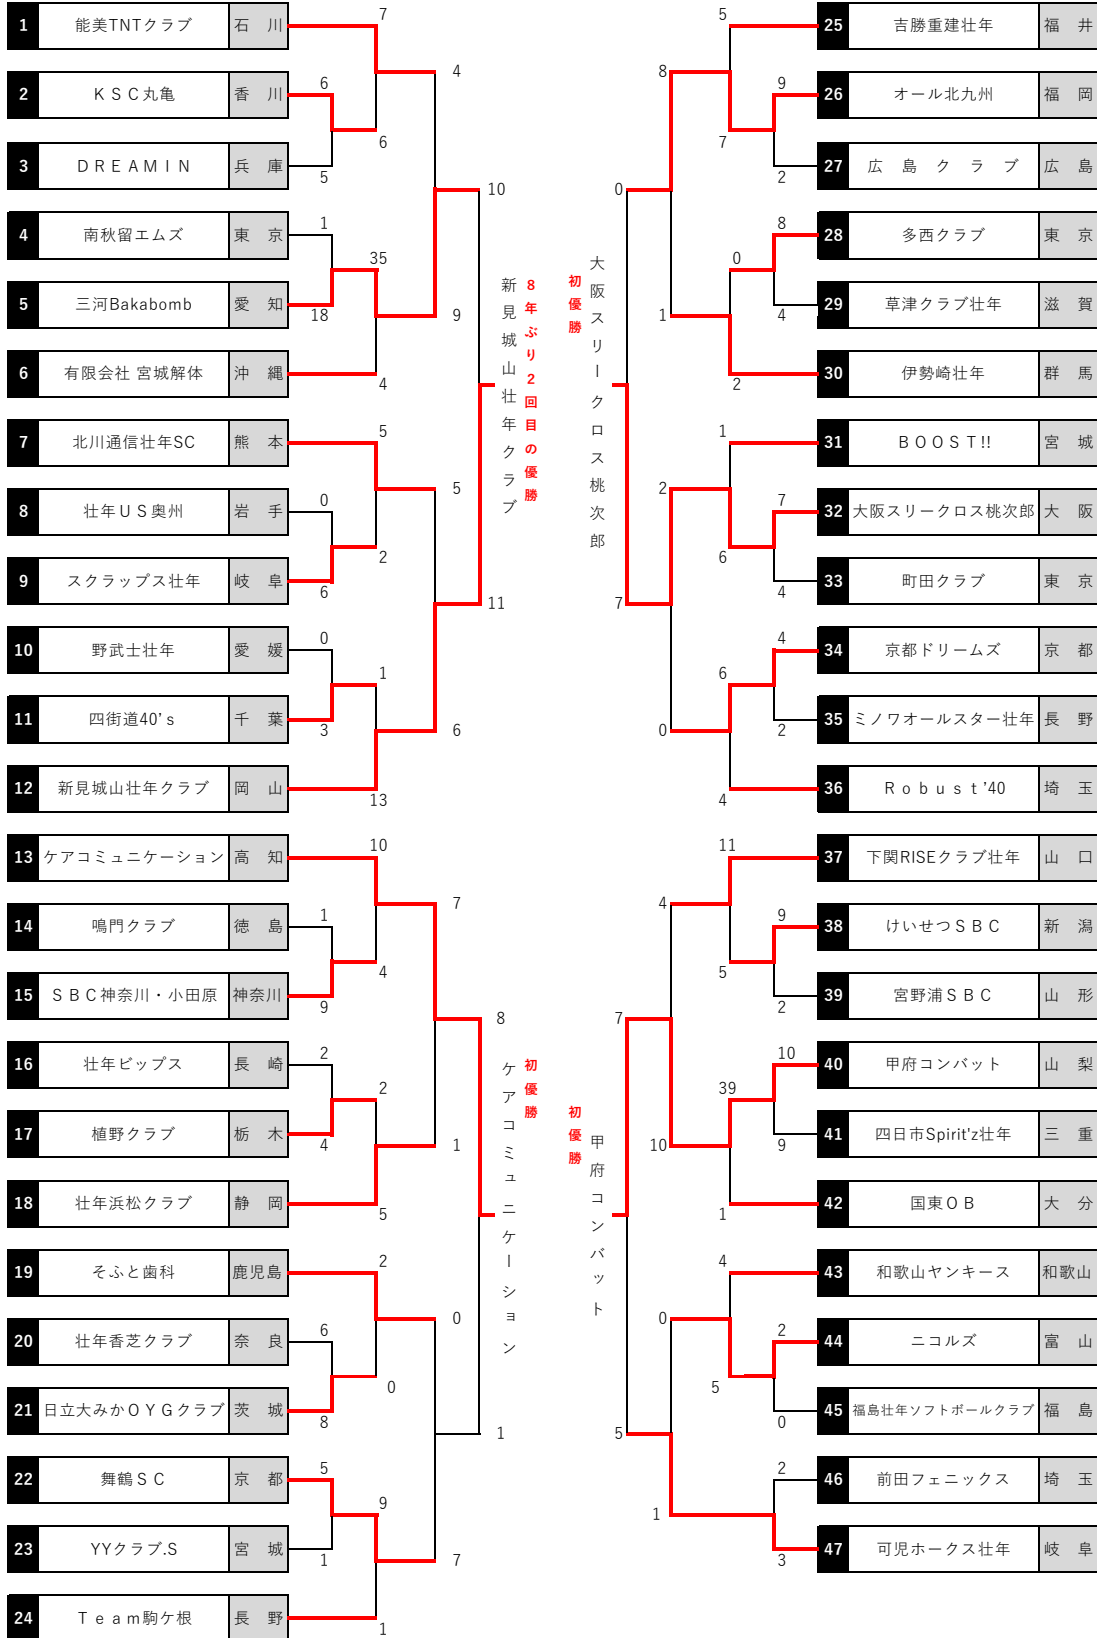 1 能美TNTクラブ 石 川
2 ＫＳＣ丸亀 香 川
3 ＤＲＥＡＭＩＮ 兵 庫
4 南秋留エムズ 東 京
5 三河Bakabomb 愛 知
6 有限会社 宮城解体 沖 縄
7 北川通信壮年SC 熊 本
8 壮年ＵＳ奥州 岩 手
9 スクラップス壮年 岐 阜
10 野武士壮年 愛 媛
11 四街道40’s 千 葉
12 新見城山壮年クラブ 岡 山
7
6
5
6
4
1
18
35
4
9
10
5
0
6
2
5
0
3
1
13
6
11
新見城山壮年クラブ
8年ぶり2回目の優勝
13 ケアコミュニケーション 高 知
14 鳴門クラブ 徳 島
15 ＳＢＣ神奈川・小田原 神奈川
16 壮年ビップス 長 崎
17 植野クラブ 栃 木
18 壮年浜松クラブ 静 岡
19 そふと歯科 鹿児島
20 壮年香芝クラブ 奈 良
21 日立大みかＯＹＧクラブ 茨 城
22 舞鶴ＳＣ 京 都
23 YYクラブ.S 宮 城
24 Ｔｅａｍ駒ケ根 長 野
10
1
9
4
7
2
4
2
5
1
8
2
6
8
0
0
5
1
9
1
7
1
ケアコミュニケーション
初優勝
25 吉勝重建壮年 福 井
26 オール北九州 福 岡
27 広 島 ク ラ ブ 広 島
28 多西クラブ 東 京
29 草津クラブ壮年 滋 賀
30 伊勢崎壮年 群 馬
31 ＢＯＯＳＴ!! 宮 城
32 大阪スリークロス桃次郎 大 阪
33 町田クラブ 東 京
34 京都ドリームズ 京 都
35 ミノワオールスター壮年 長 野
36 Ｒｏｂｕｓｔ’40 埼 玉
5
9
2
7
8
8
4
0
2
1
0
1
7
4
6
2
4
2
6
4
0
7
大阪スリークロス桃次郎
初優勝
37 下関RISEクラブ壮年 山 口
38 けいせつＳＢＣ 新 潟
39 宮野浦ＳＢＣ 山 形
40 甲府コンバット 山 梨
41 四日市Spirit'z壮年 三 重
42 国東ＯＢ 大 分
43 和歌山ヤンキース 和歌山
44 ニコルズ 富 山
45 福島壮年ソフトボールクラブ 福 島
46 前田フェニックス 埼 玉
47 可児ホークス壮年 岐 阜
11
9
2
5
4
10
9
39
1
10
7
4
2
0
5
0
2
3
1
5
甲府コンバット
初優勝